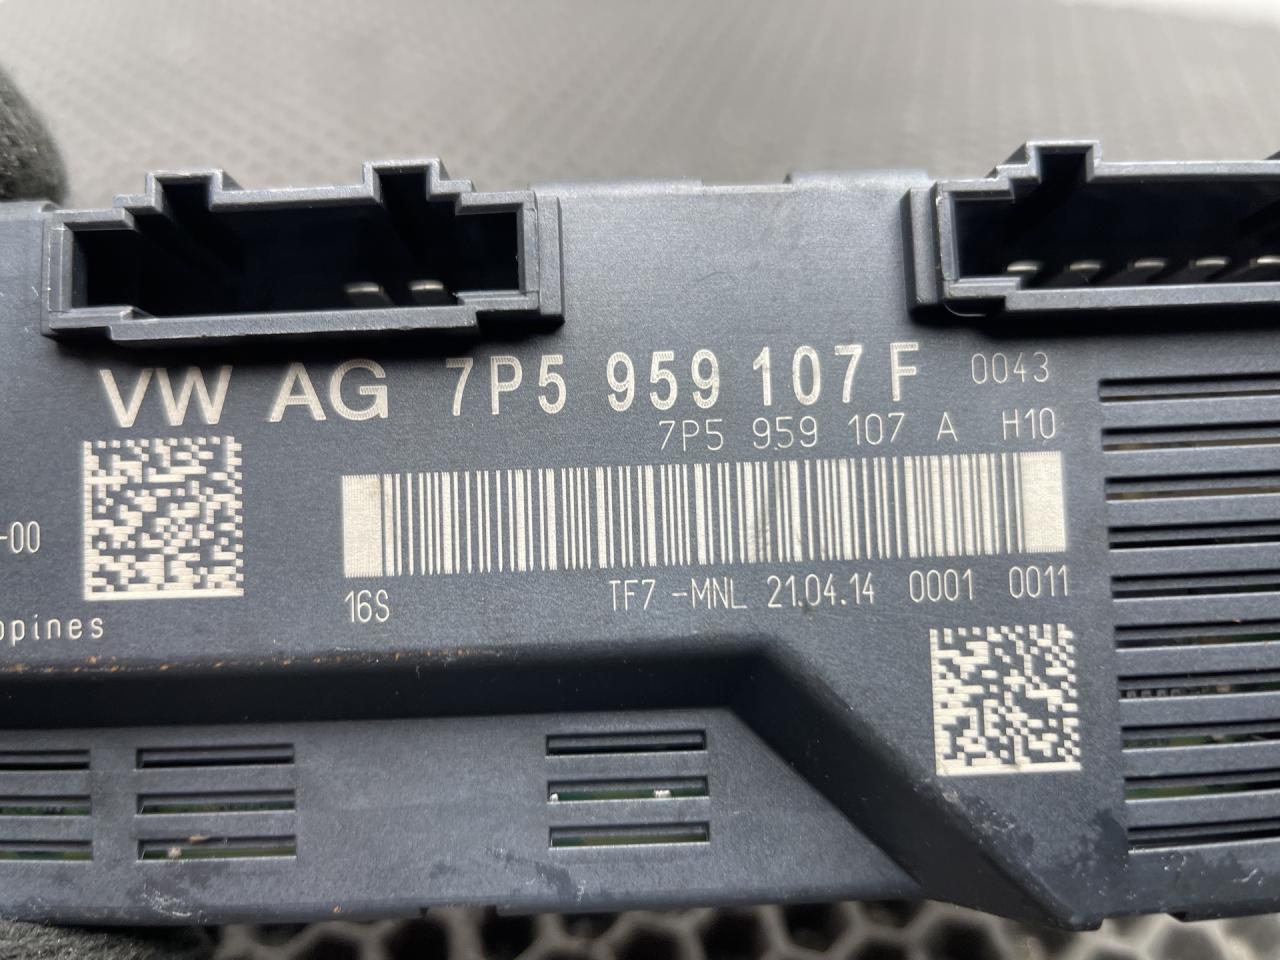 VW AG 7P5 959 107 F 0043
7P5 959 107 A H10
-00
16S TF7 -MNL 21.04.14 0001 0011
ppines